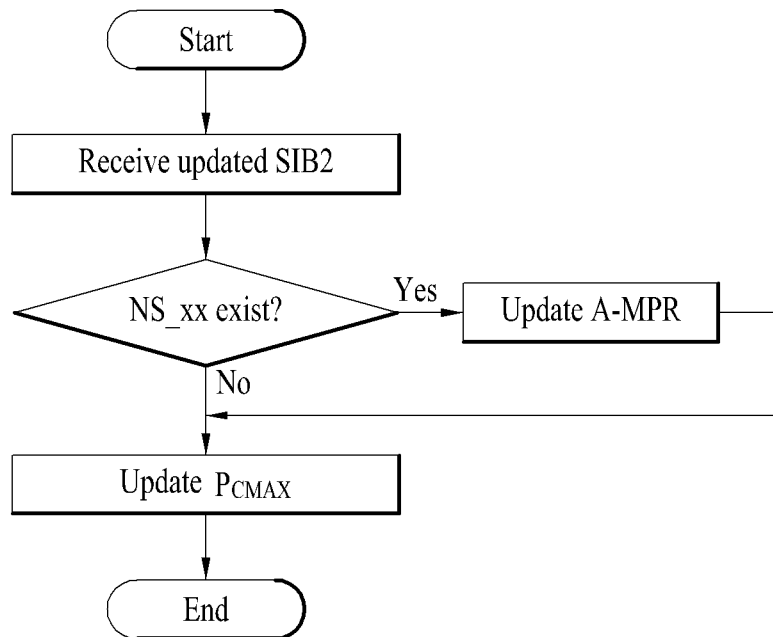 Start
Receive updated SIB2
NS_xx exist?
Yes
Update A-MPR
No
Update PCMAX
End